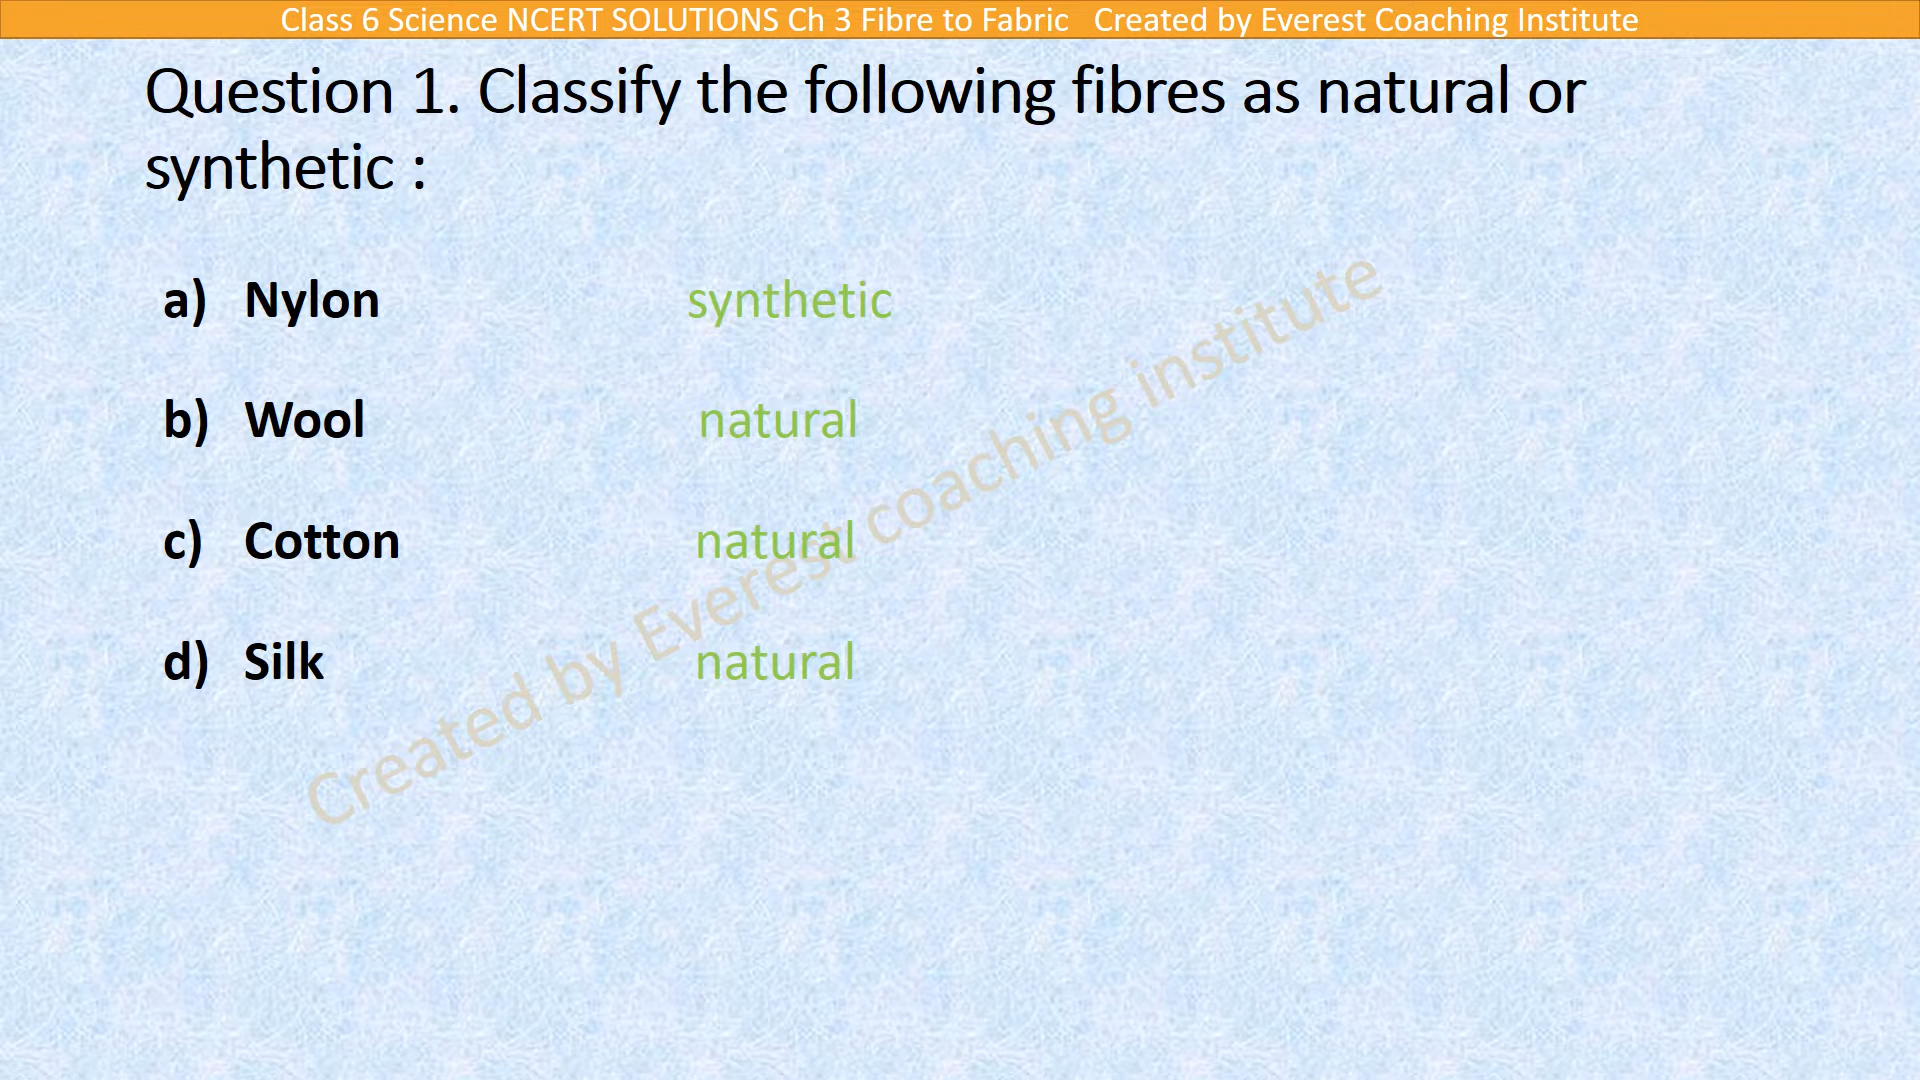 Class 6 Science NCERT SOLUTIONS Ch 3 Fibre to Fabric   Created by Everest Coaching Institute
Question 1. Classify the following fibres as natural or
synthetic :
a) Nylon synthetic
b) Wool natural
c) Cotton natural
d) Silk natural
Created by Everest coaching institute